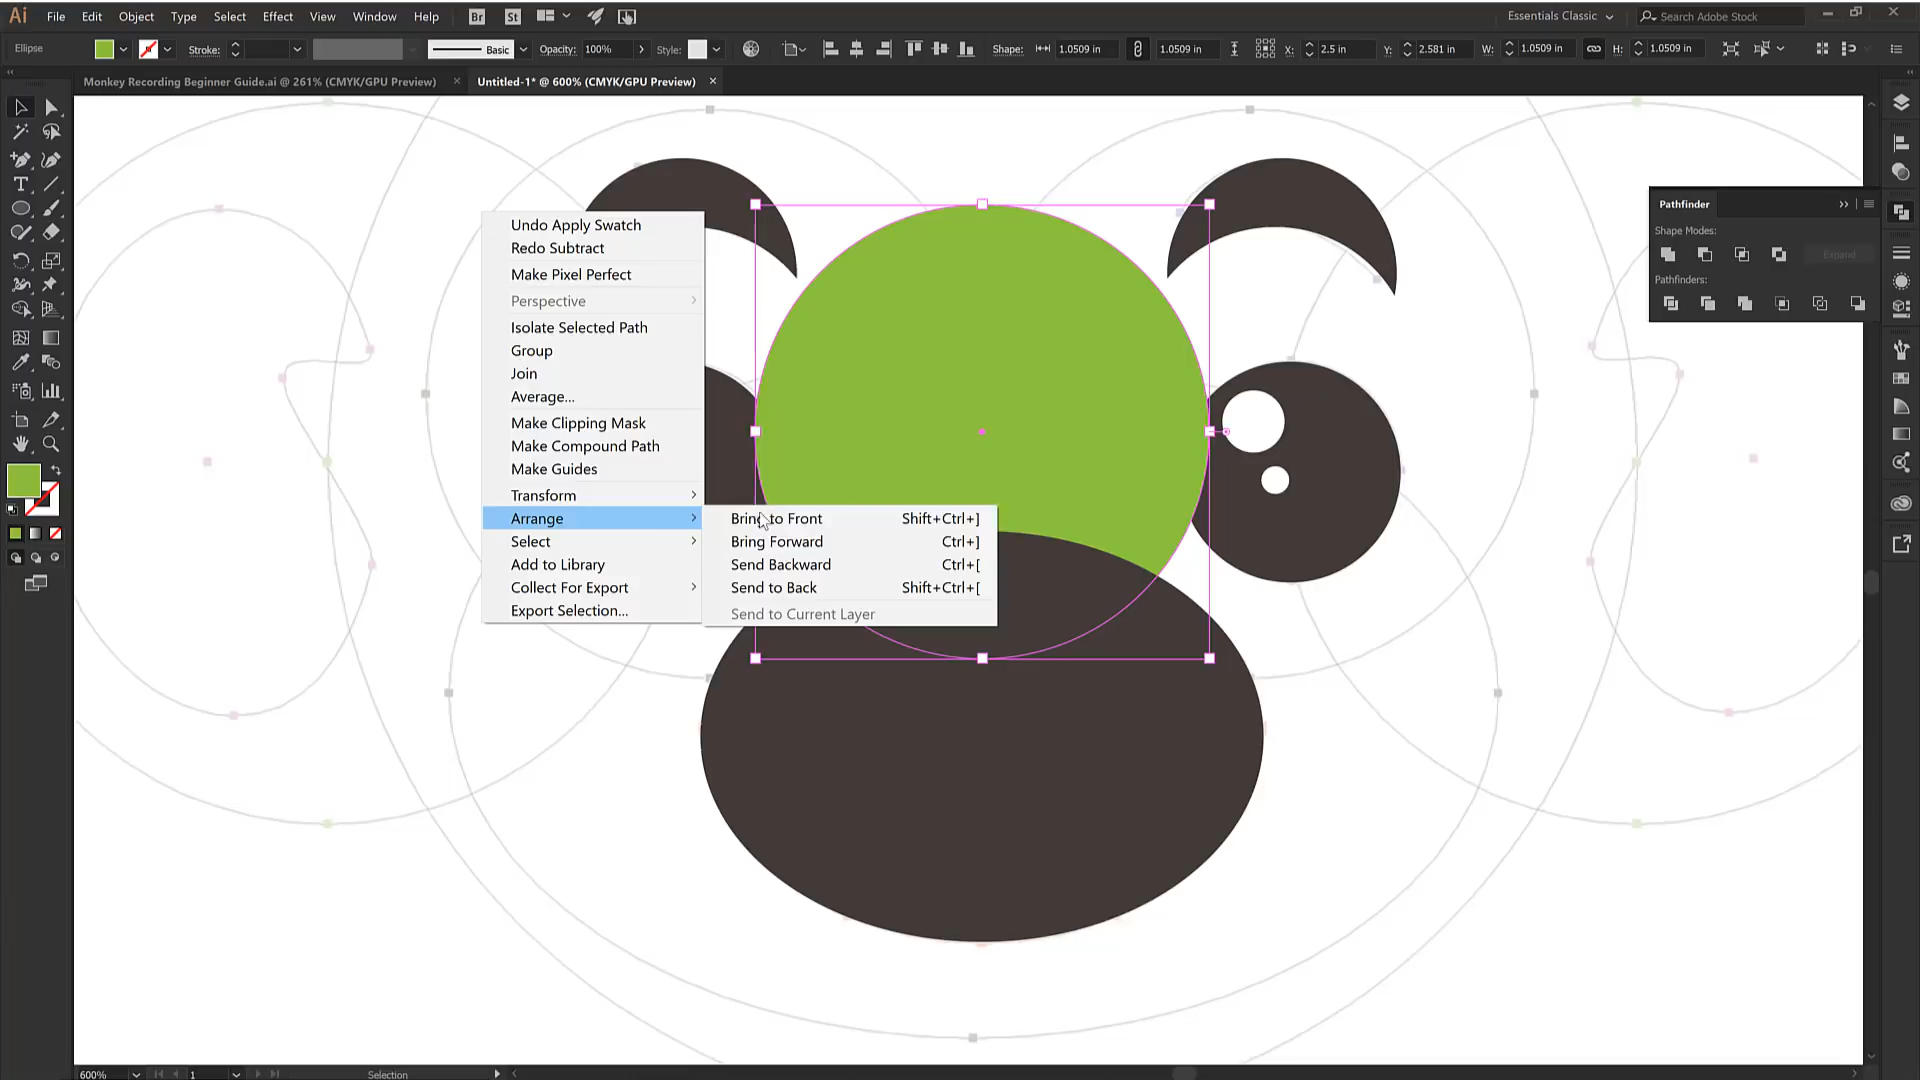 Ai File Edit Object Type Select Effect View Window Help Br St Essentials Classic Search Adobe Stock
Ellipse Stroke: Basic Opacity: 100% Style: Shape: 1.0509 in 1.0509 in X: 2.5 in Y: 2.581 in W: 1.0509 in H: 1.0509 in
Monkey Recording Beginner Guide.ai @ 261% (CMYK/GPU Preview) Untitled-1* @ 600% (CMYK/GPU Preview)
Pathfinder
Shape Modes:
Expand
Pathfinders:
Undo Apply Swatch
Redo Subtract
Make Pixel Perfect
Perspective
Isolate Selected Path
Group
Join
Average...
Make Clipping Mask
Make Compound Path
Make Guides
Transform
Arrange
Select
Add to Library
Collect For Export
Export Selection...
Bring to Front Shift+Ctrl+]
Bring Forward Ctrl+]
Send Backward Ctrl+[
Send to Back Shift+Ctrl+[
Send to Current Layer
600% 1 Selection